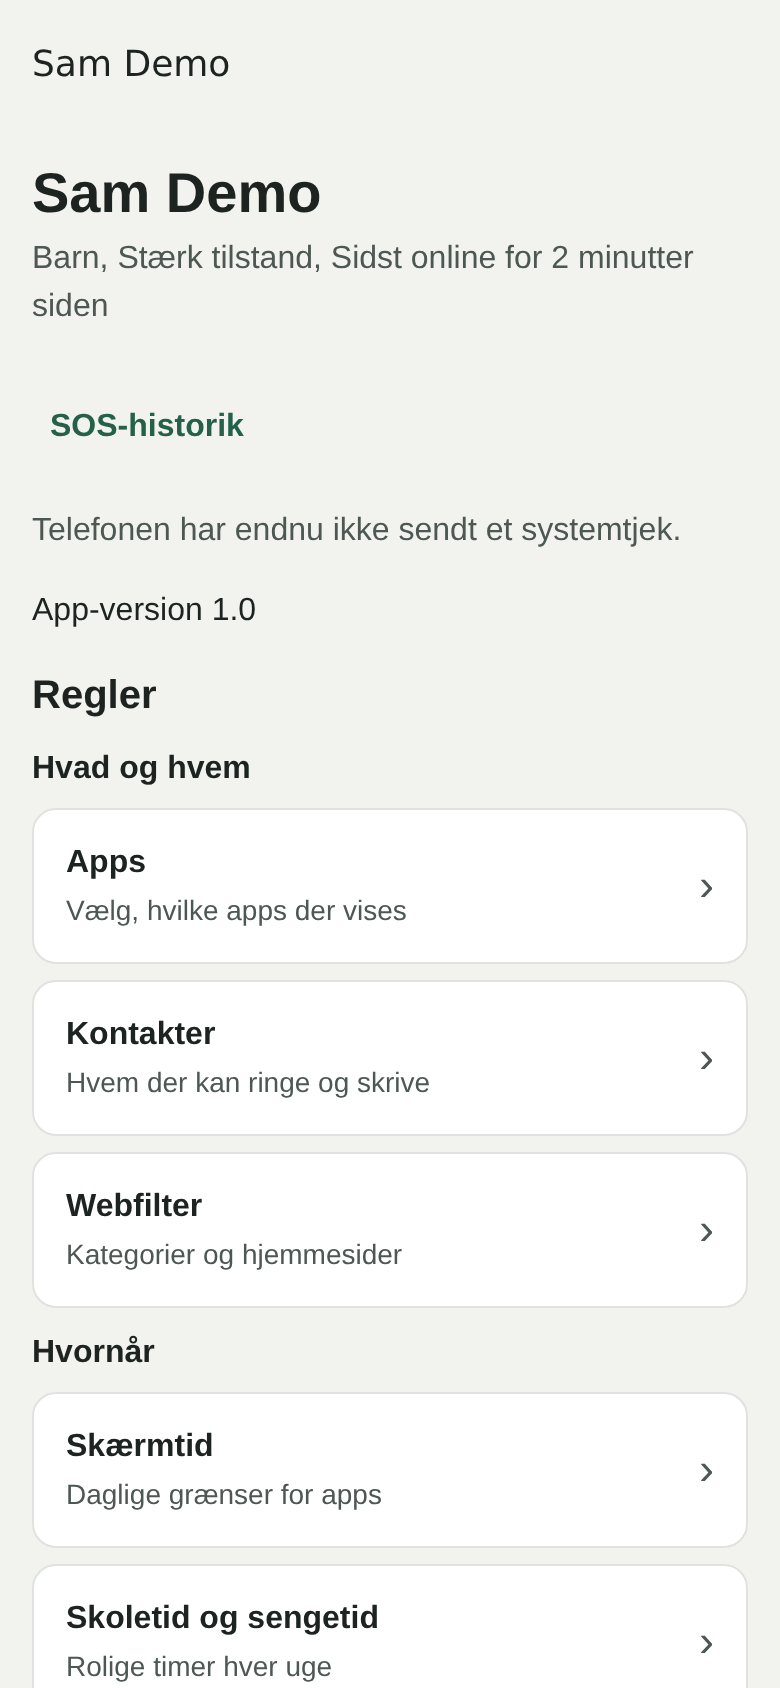 Sam Demo
Sam Demo
Barn, Stærk tilstand, Sidst online for 2 minutter
siden
SOS-historik
Telefonen har endnu ikke sendt et systemtjek.
App-version 1.0
Regler
Hvad og hvem
Apps
Vælg, hvilke apps der vises
Kontakter
Hvem der kan ringe og skrive
Webfilter
Kategorier og hjemmesider
Hvornår
Skærmtid
Daglige grænser for apps
Skoletid og sengetid
Rolige timer hver uge